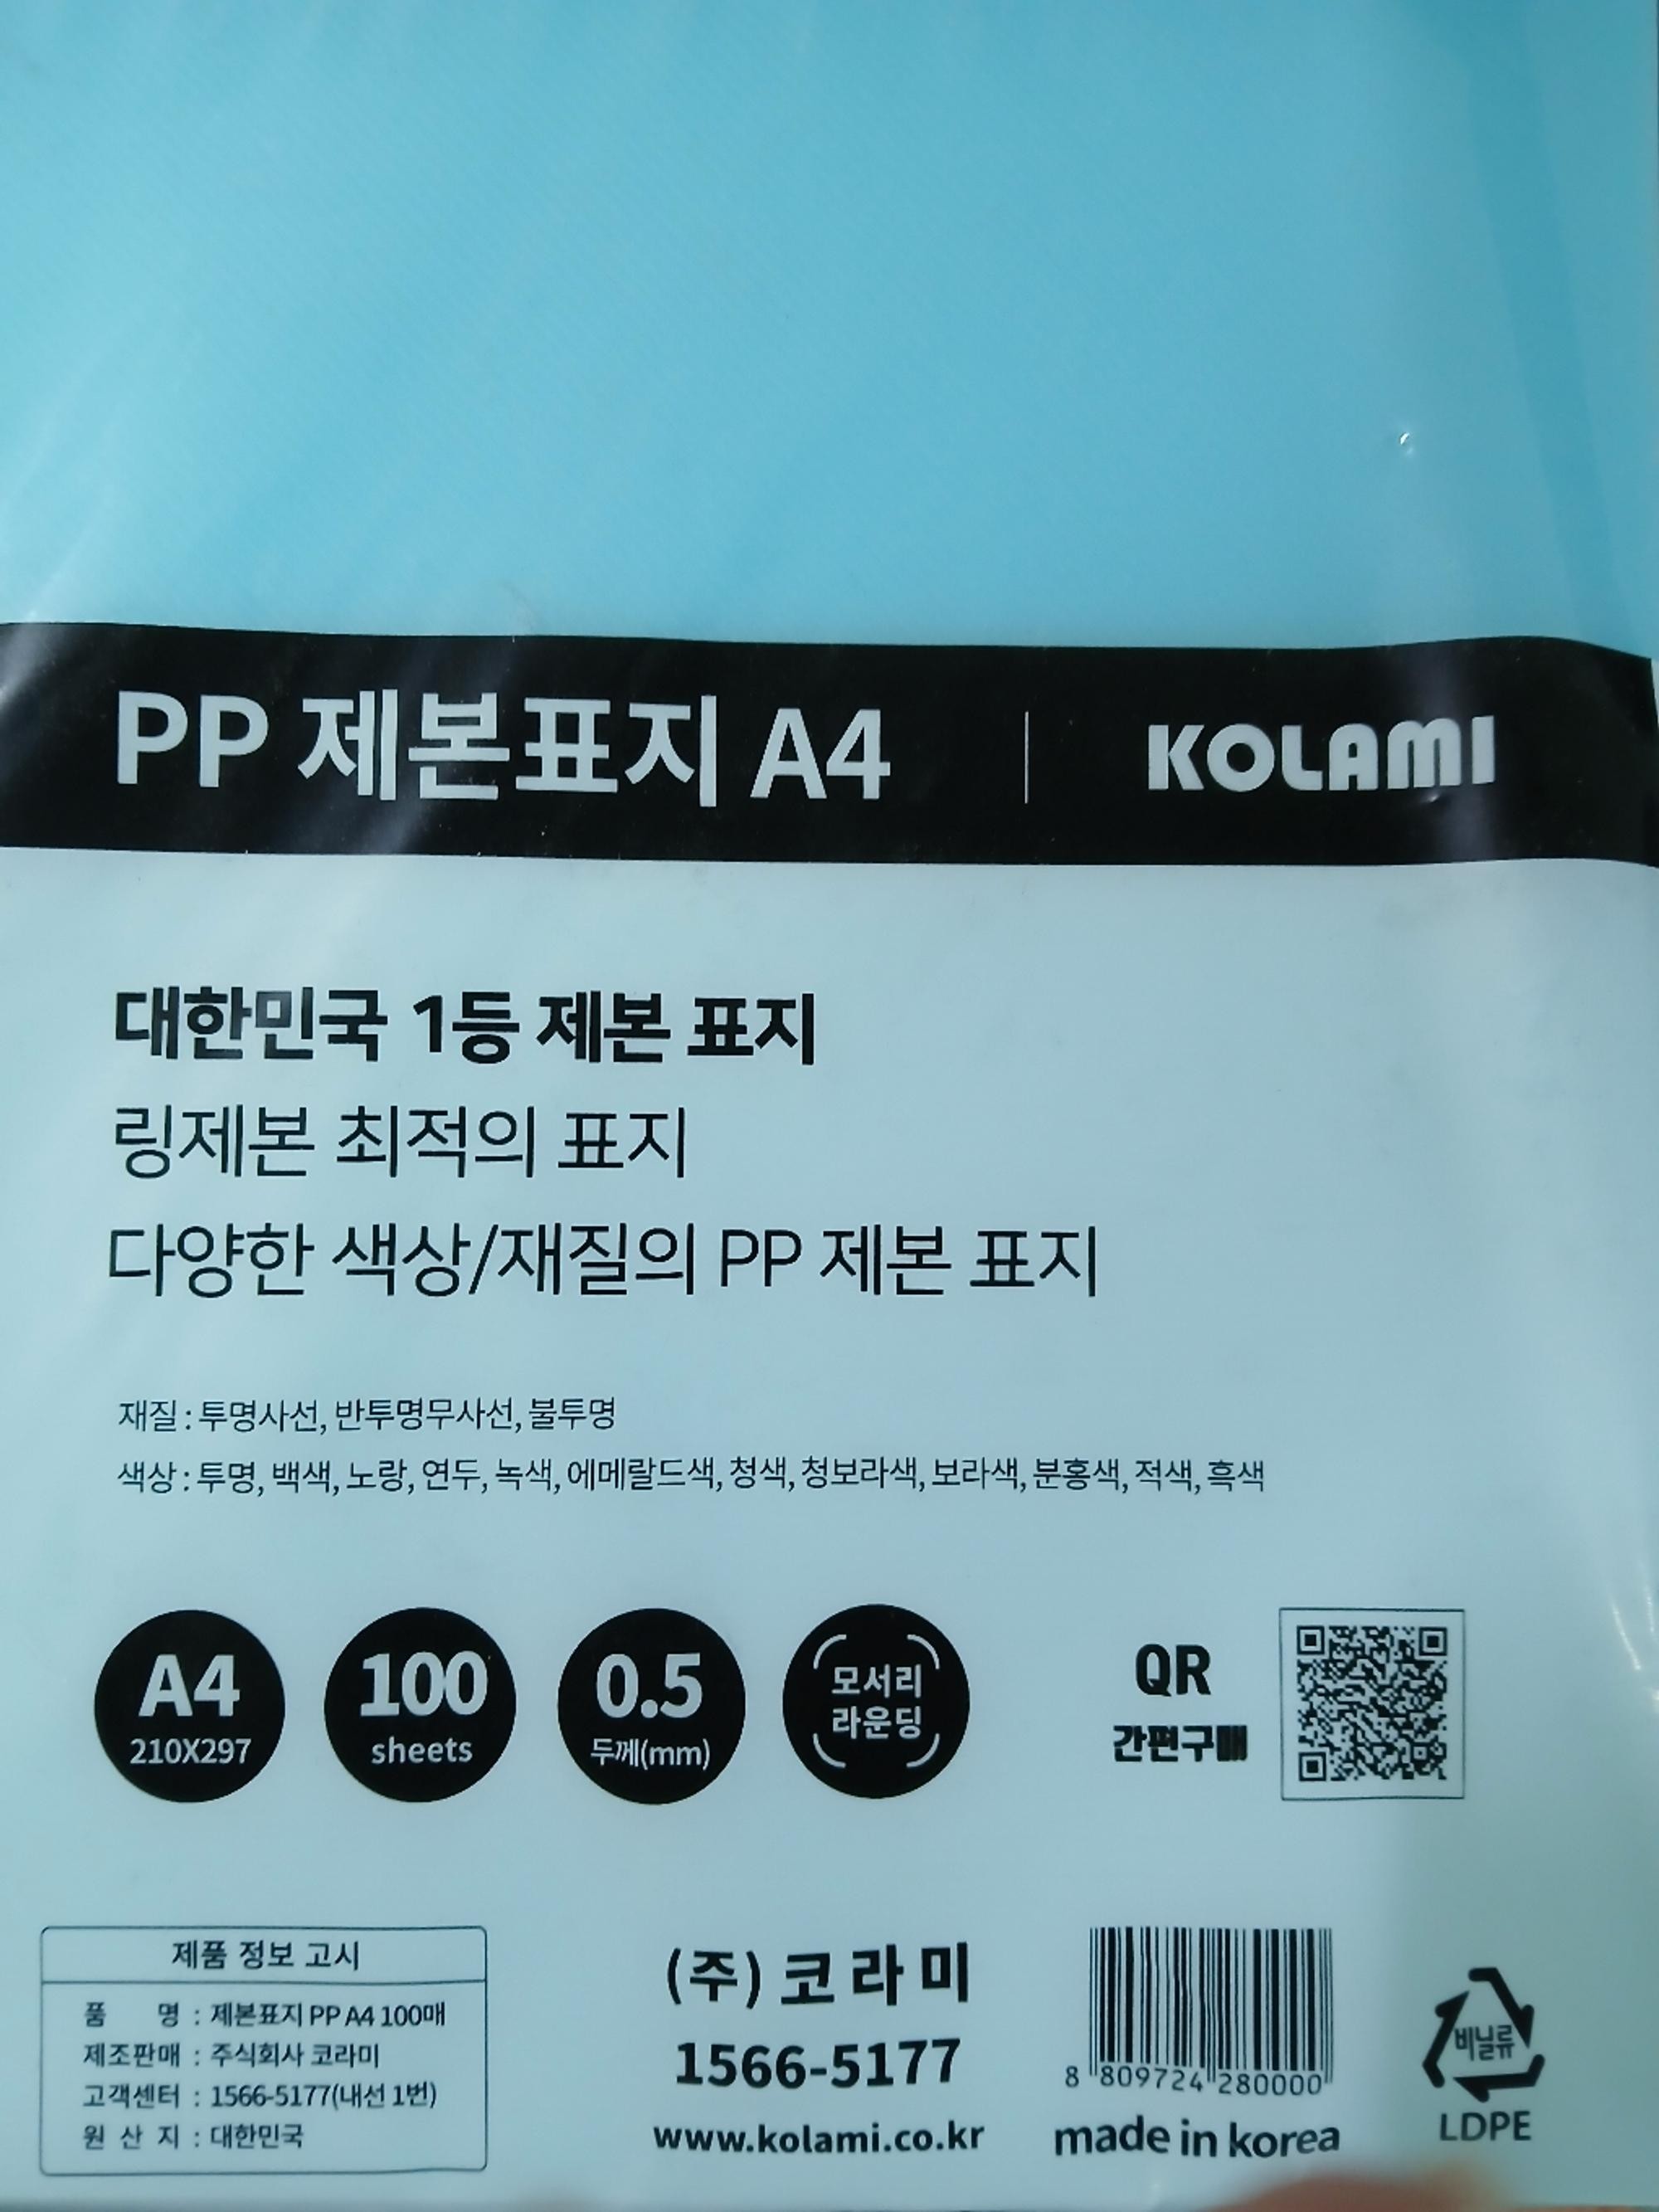 PP 제본표지 A4 | KOLAMI
대한민국 1등 제본 표지
링제본 최적의 표지
다양한 색상/재질의 PP 제본 표지
재질 : 투명사선, 반투명무사선, 불투명
색상 : 투명, 백색, 노랑, 연두, 녹색, 에메랄드색, 청색, 청보라색, 보라색, 분홍색, 적색, 흑색
A4
210X297
100
sheets
0.5
두께(mm)
모서리
라운딩
QR
간편구매
제품 정보 고시
품 명 : 제본표지 PP A4 100매
제조판매 : 주식회사 코라미
고객센터 : 1566-5177(내선 1번)
원 산 지 : 대한민국
(주) 코라미
1566-5177
www.kolami.co.kr
8 809724 280000
made in korea
비닐류
LDPE